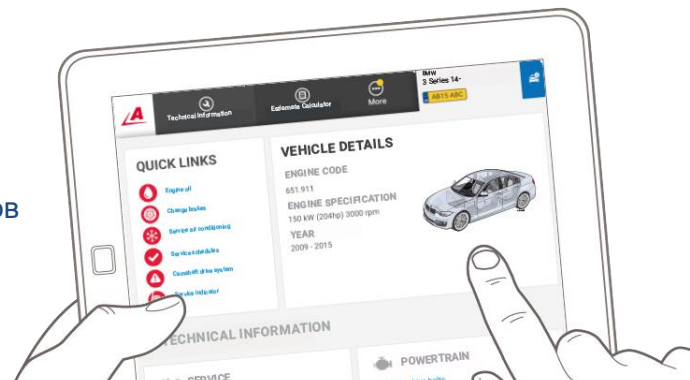 A
Technical Information
Estamate Calculator
More
BMW
3 Series 14-
AB15 ABC
QUICK LINKS
Engine oil
Change brakes
Service air conditioning
Service schedules
Camshaft drive system
Service Indicator
VEHICLE DETAILS
ENGINE CODE
651.911
ENGINE SPECIFICATION
150 kW (204hp) 3000 rpm
YEAR
2009 - 2015
ов
TECHNICAL INFORMATION
SERVICE
POWERTRAIN